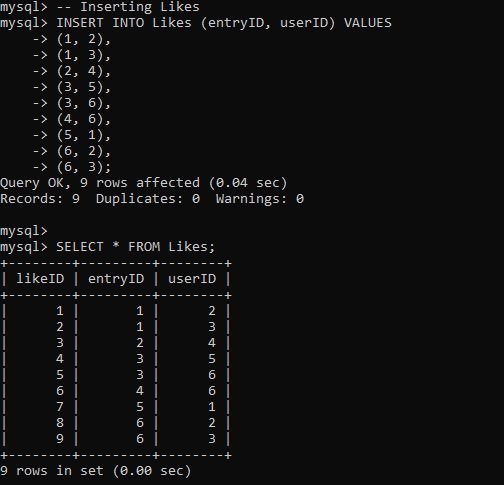 mysql> -- Inserting Likes
mysql> INSERT INTO Likes (entryID, userID) VALUES
    -> (1, 2),
    -> (1, 3),
    -> (2, 4),
    -> (3, 5),
    -> (3, 6),
    -> (4, 6),
    -> (5, 1),
    -> (6, 2),
    -> (6, 3);
Query OK, 9 rows affected (0.04 sec)
Records: 9  Duplicates: 0  Warnings: 0

mysql>
mysql> SELECT * FROM Likes;
+--------+---------+--------+
| likeID | entryID | userID |
+--------+---------+--------+
|      1 |       1 |      2 |
|      2 |       1 |      3 |
|      3 |       2 |      4 |
|      4 |       3 |      5 |
|      5 |       3 |      6 |
|      6 |       4 |      6 |
|      7 |       5 |      1 |
|      8 |       6 |      2 |
|      9 |       6 |      3 |
+--------+---------+--------+
9 rows in set (0.00 sec)